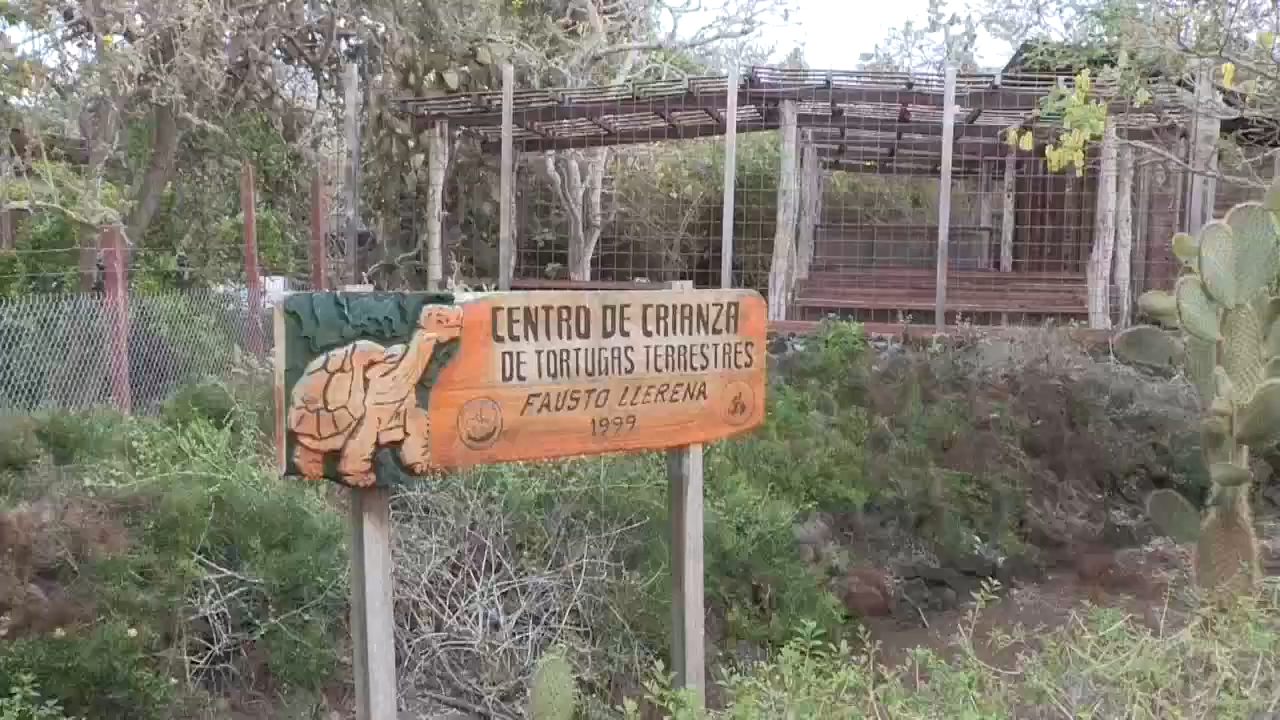 CENTRO DE CRIANZA
DE TORTUGAS TERRESTRES
FAUSTO LLERENA
1999